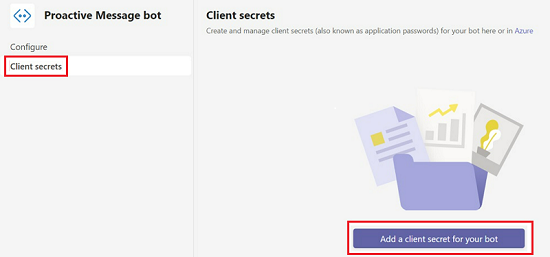 Proactive Message bot
Configure
Client secrets
Client secrets
Create and manage client secrets (also known as application passwords) for your bot here or in Azure
Add a client secret for your bot